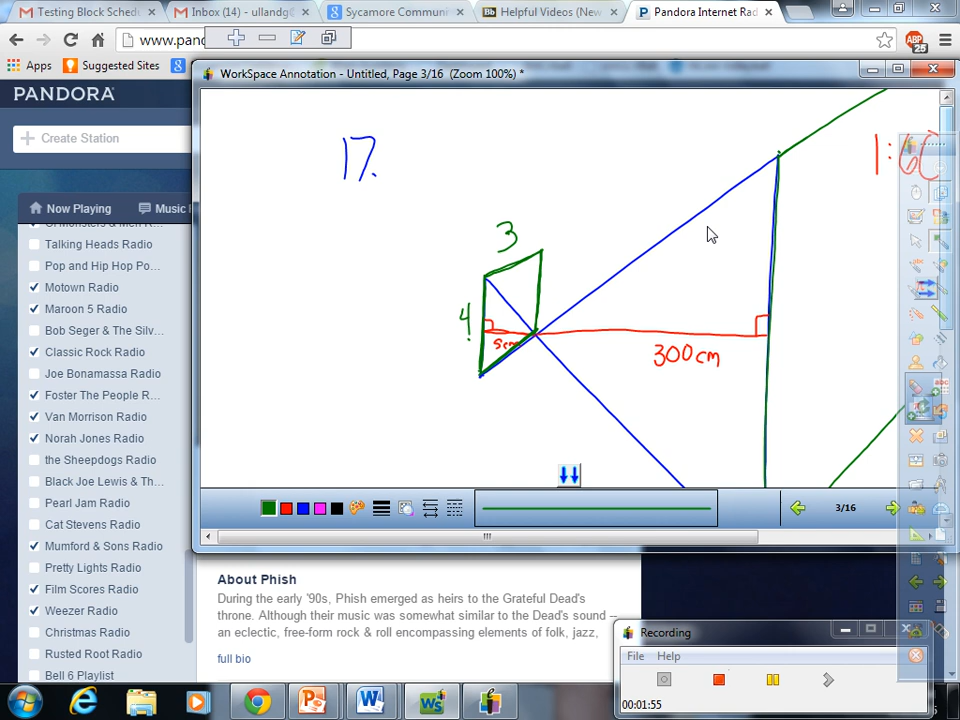 Testing Block Schedu
Inbox (14) - ullandg@
Sycamore Communit
Helpful Videos (New
Pandora Internet Rad
www.pand
ABP
25
Apps
Suggested Sites
WorkSpace Annotation - Untitled, Page 3/16 (Zoom 100%) *
PANDORA
Create Station
Now Playing
Music
Talking Heads Radio
Pop and Hip Hop Po...
Motown Radio
Maroon 5 Radio
Bob Seger & The Silv...
Classic Rock Radio
Joe Bonamassa Radio
Foster The People R...
Van Morrison Radio
Norah Jones Radio
the Sheepdogs Radio
Black Joe Lewis & Th...
Pearl Jam Radio
Cat Stevens Radio
Mumford & Sons Radio
Pretty Lights Radio
Film Scores Radio
Weezer Radio
Christmas Radio
Rusted Root Radio
Bell 6 Playlist
17.
1:60
3
4
5cm
300cm
3/16
About Phish
During the early '90s, Phish emerged as heirs to the Grateful Dead's
throne. Although their music was somewhat similar to the Dead's sound --
an eclectic, free-form rock & roll encompassing elements of folk, jazz,
full bio
Recording
File Help
00:01:55